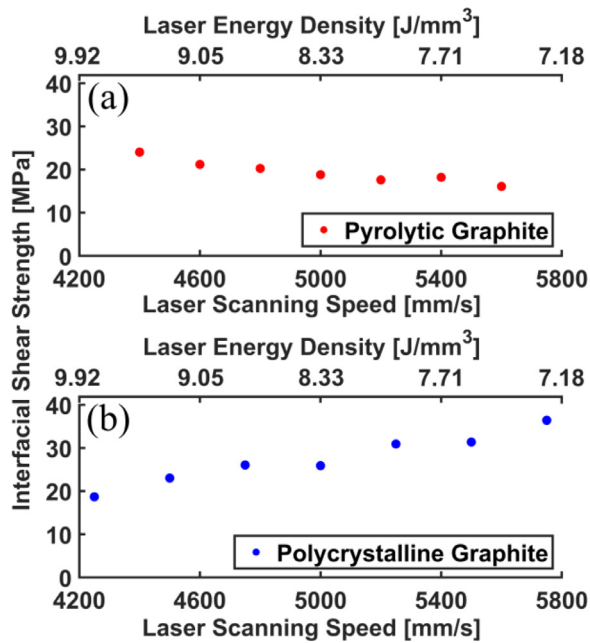 Laser Energy Density [J/mm³]
9.92 9.05 8.33 7.71 7.18
40
(a)
30
20
10
Pyrolytic Graphite
0
4200 4600 5000 5400 5800
Laser Scanning Speed [mm/s]
Interfacial Shear Strength [MPa]
Laser Energy Density [J/mm³]
9.92 9.05 8.33 7.71 7.18
40
(b)
30
20
10
Polycrystalline Graphite
0
4200 4600 5000 5400 5800
Laser Scanning Speed [mm/s]